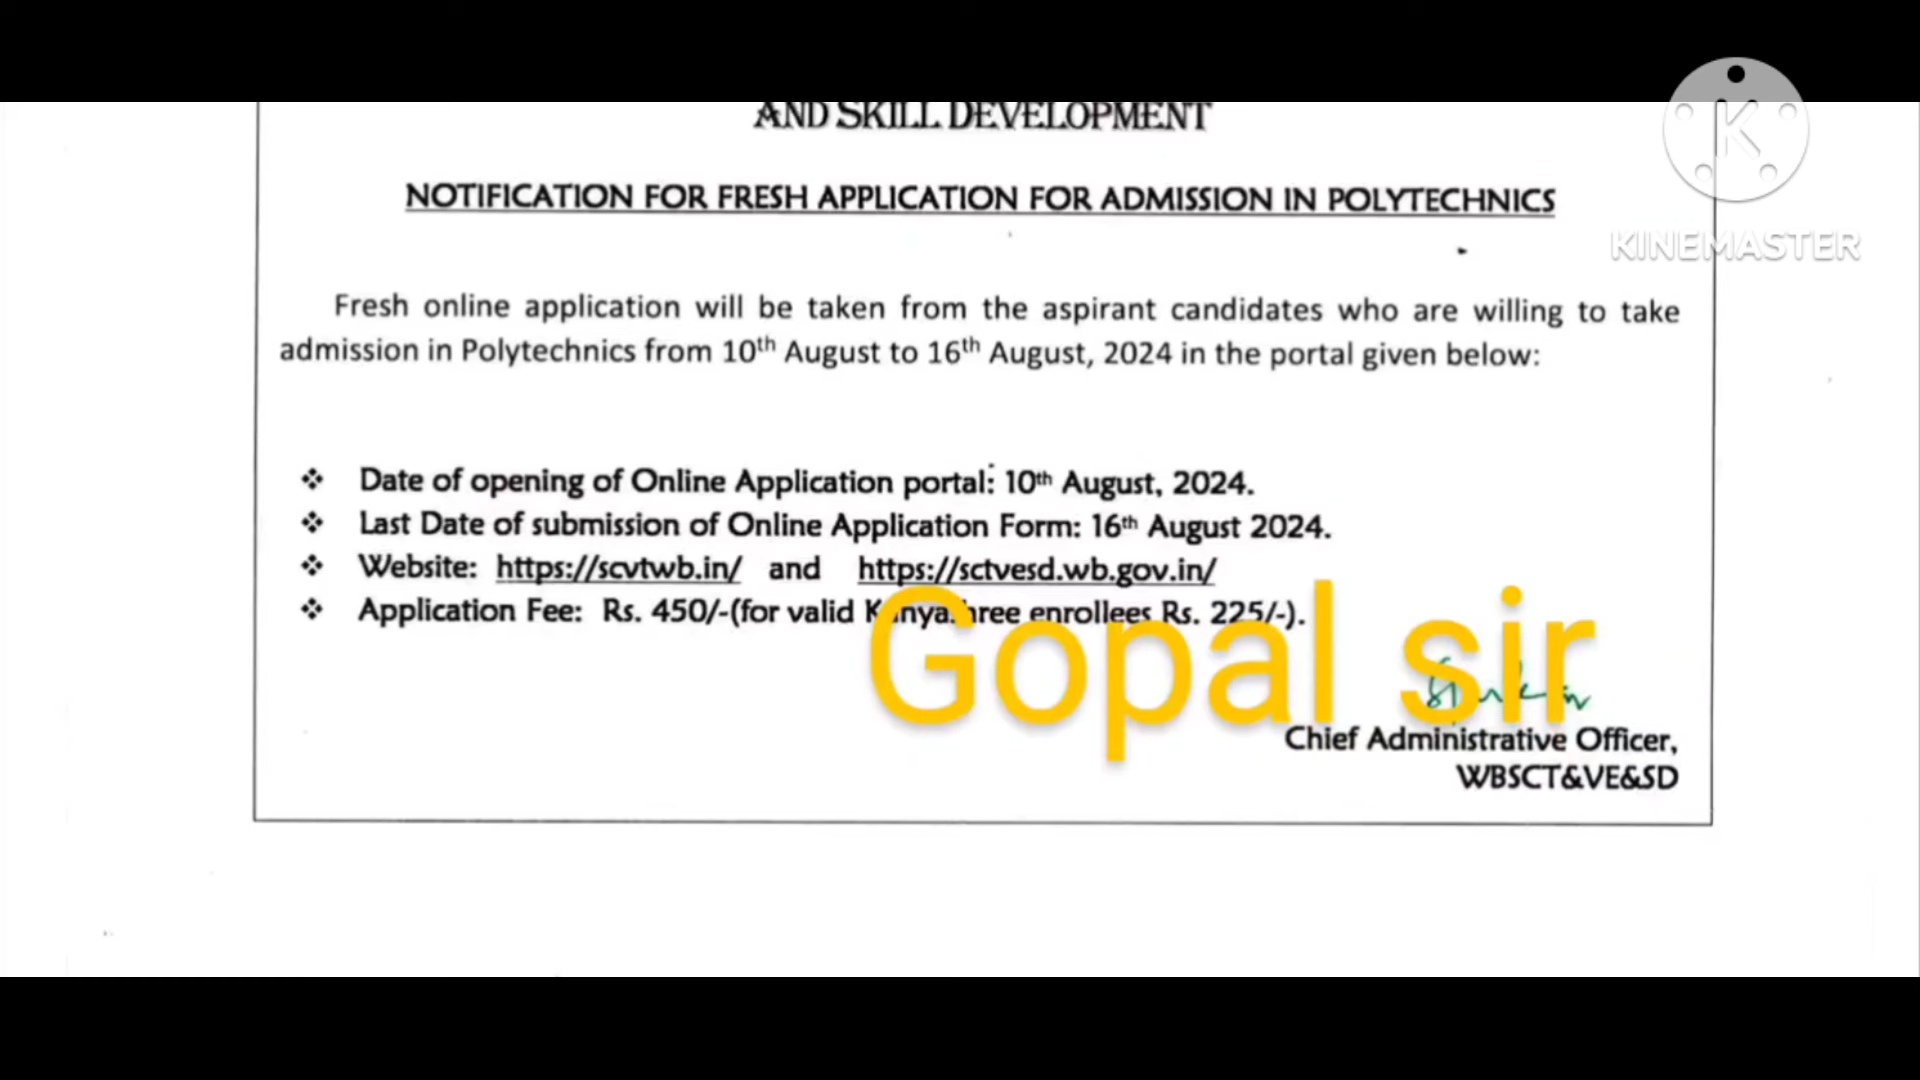 AND SKILL DEVELOPMENT
NOTIFICATION FOR FRESH APPLICATION FOR ADMISSION IN POLYTECHNICS
K
KINEMASTER
Fresh online application will be taken from the aspirant candidates who are willing to take
admission in Polytechnics from 10th August to 16th August, 2024 in the portal given below:
❖ Date of opening of Online Application portal: 10th August, 2024.
❖ Last Date of submission of Online Application Form: 16th August 2024.
❖ Website: https://scvtwb.in/ and https://sctvesd.wb.gov.in/
❖ Application Fee: Rs. 450/-(for valid Kanyashree enrollees Rs. 225/-).
Gopal sir
Chief Administrative Officer,
WBSCT&VE&SD